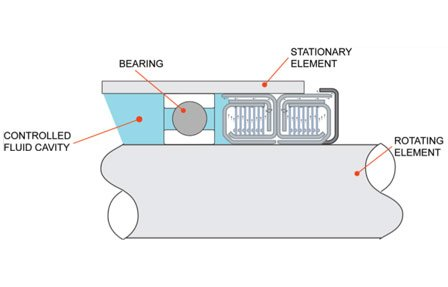 BEARING
STATIONARY
ELEMENT
CONTROLLED
FLUID CAVITY
ROTATING
ELEMENT